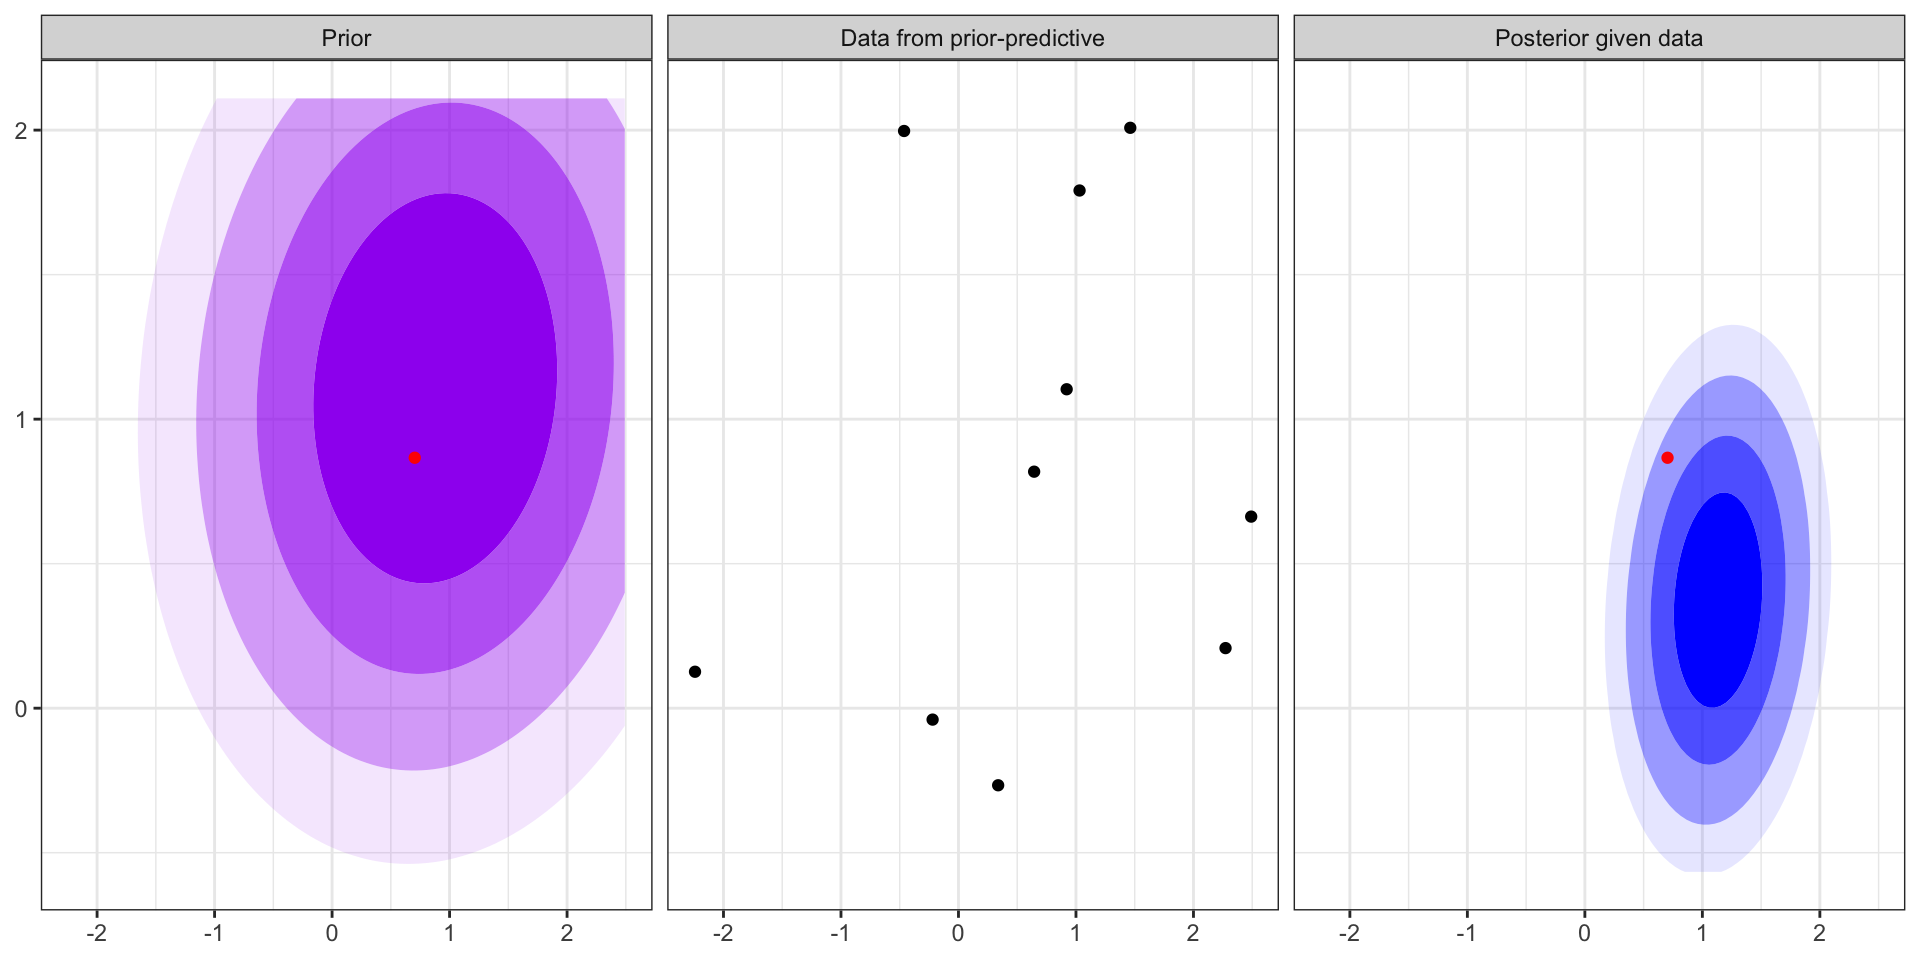 Prior
Data from prior-predictive
Posterior given data
2
1
0
-2 -1 0 1 2
-2 -1 0 1 2
-2 -1 0 1 2